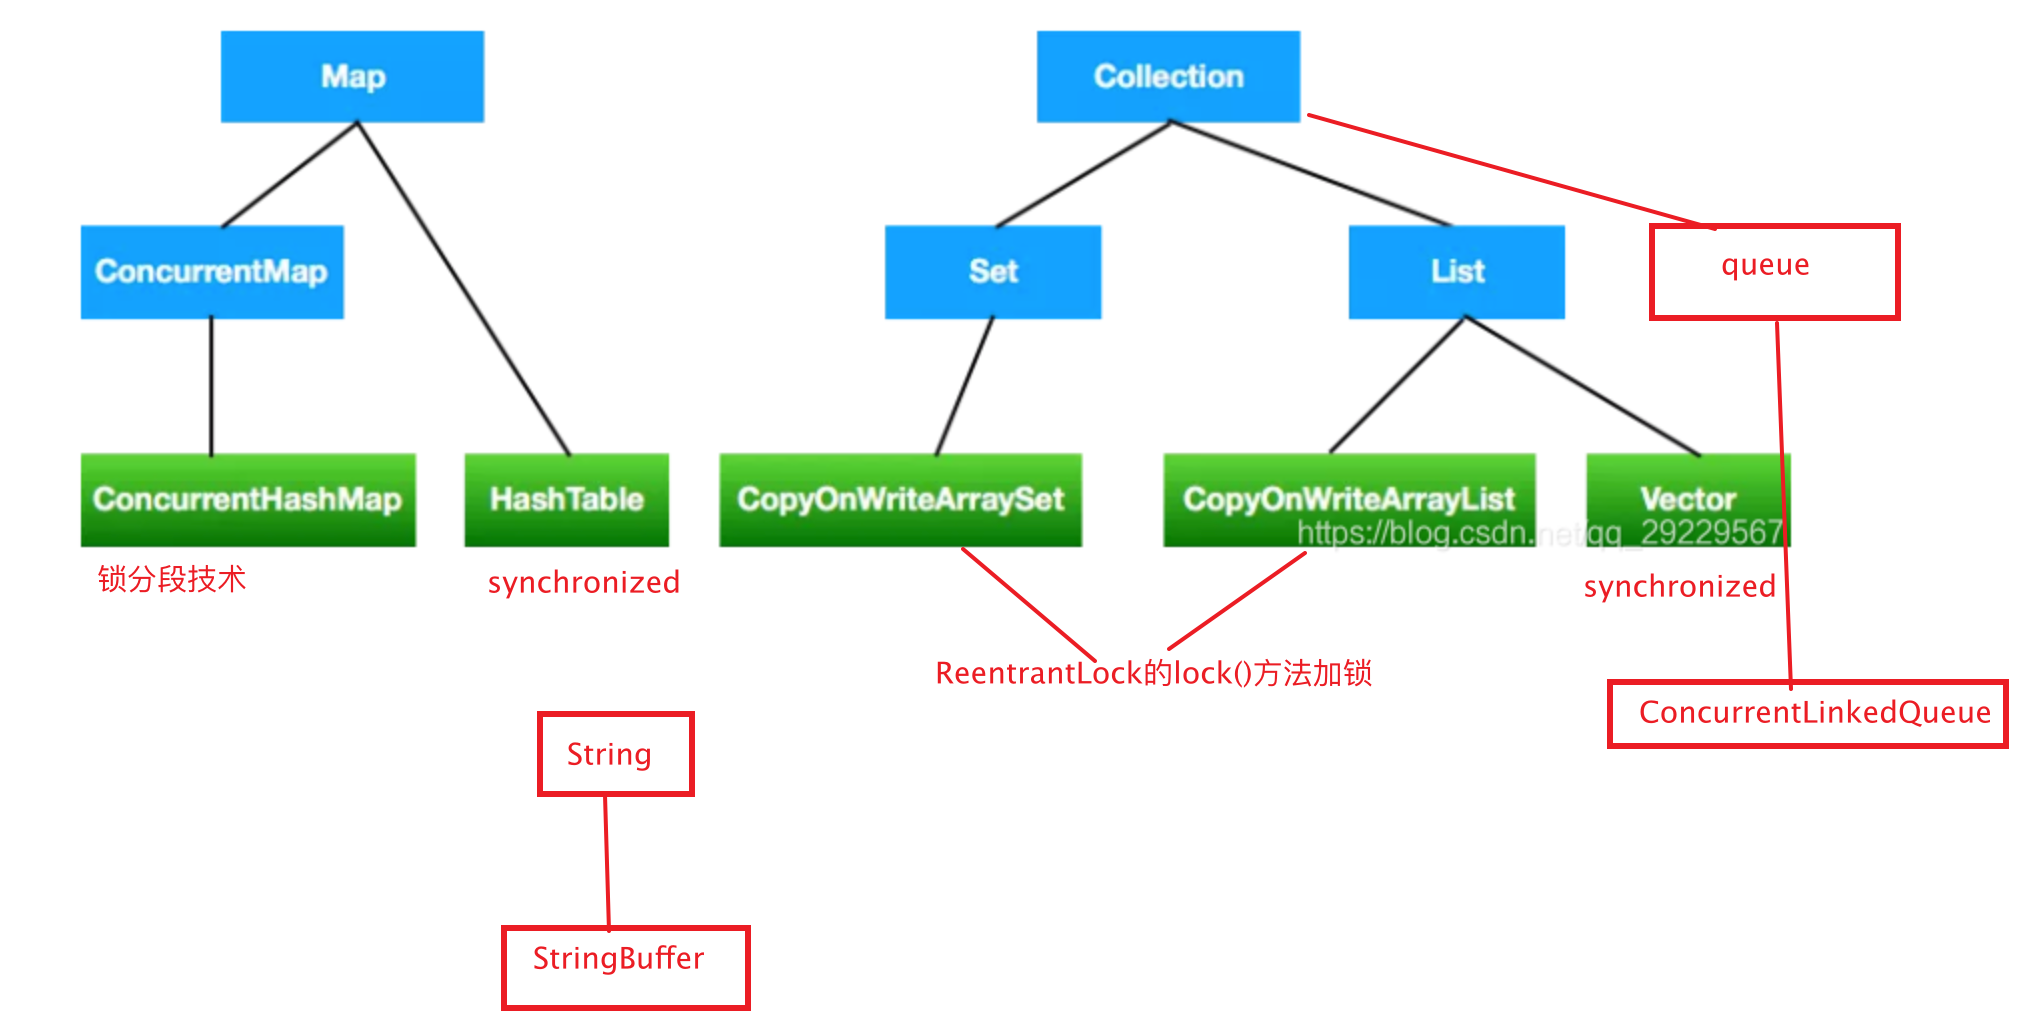 Map
Collection
ConcurrentMap
Set
List
queue
ConcurrentHashMap
HashTable
CopyOnWriteArraySet
CopyOnWriteArrayList
Vector
https://blog.csdn.net/qq_29229567
锁分段技术
synchronized
synchronized
ReentrantLock的lock()方法加锁
ConcurrentLinkedQueue
String
StringBuffer